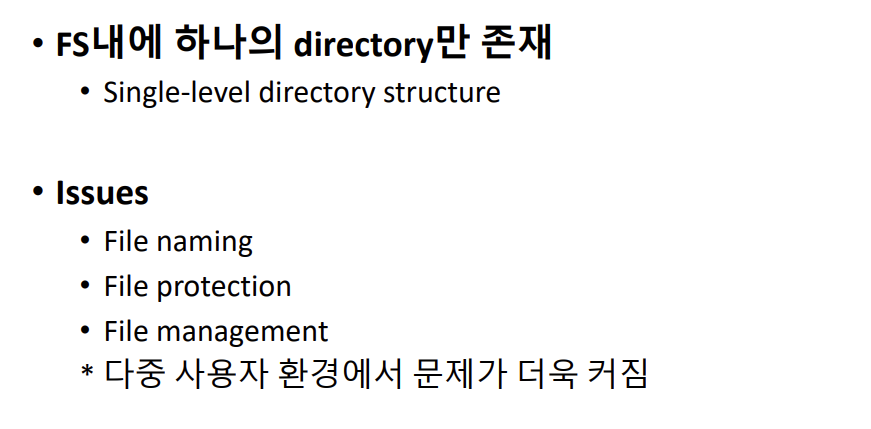 • FS내에 하나의 directory만 존재
• Single-level directory structure
• Issues
• File naming
• File protection
• File management
* 다중 사용자 환경에서 문제가 더욱 커짐